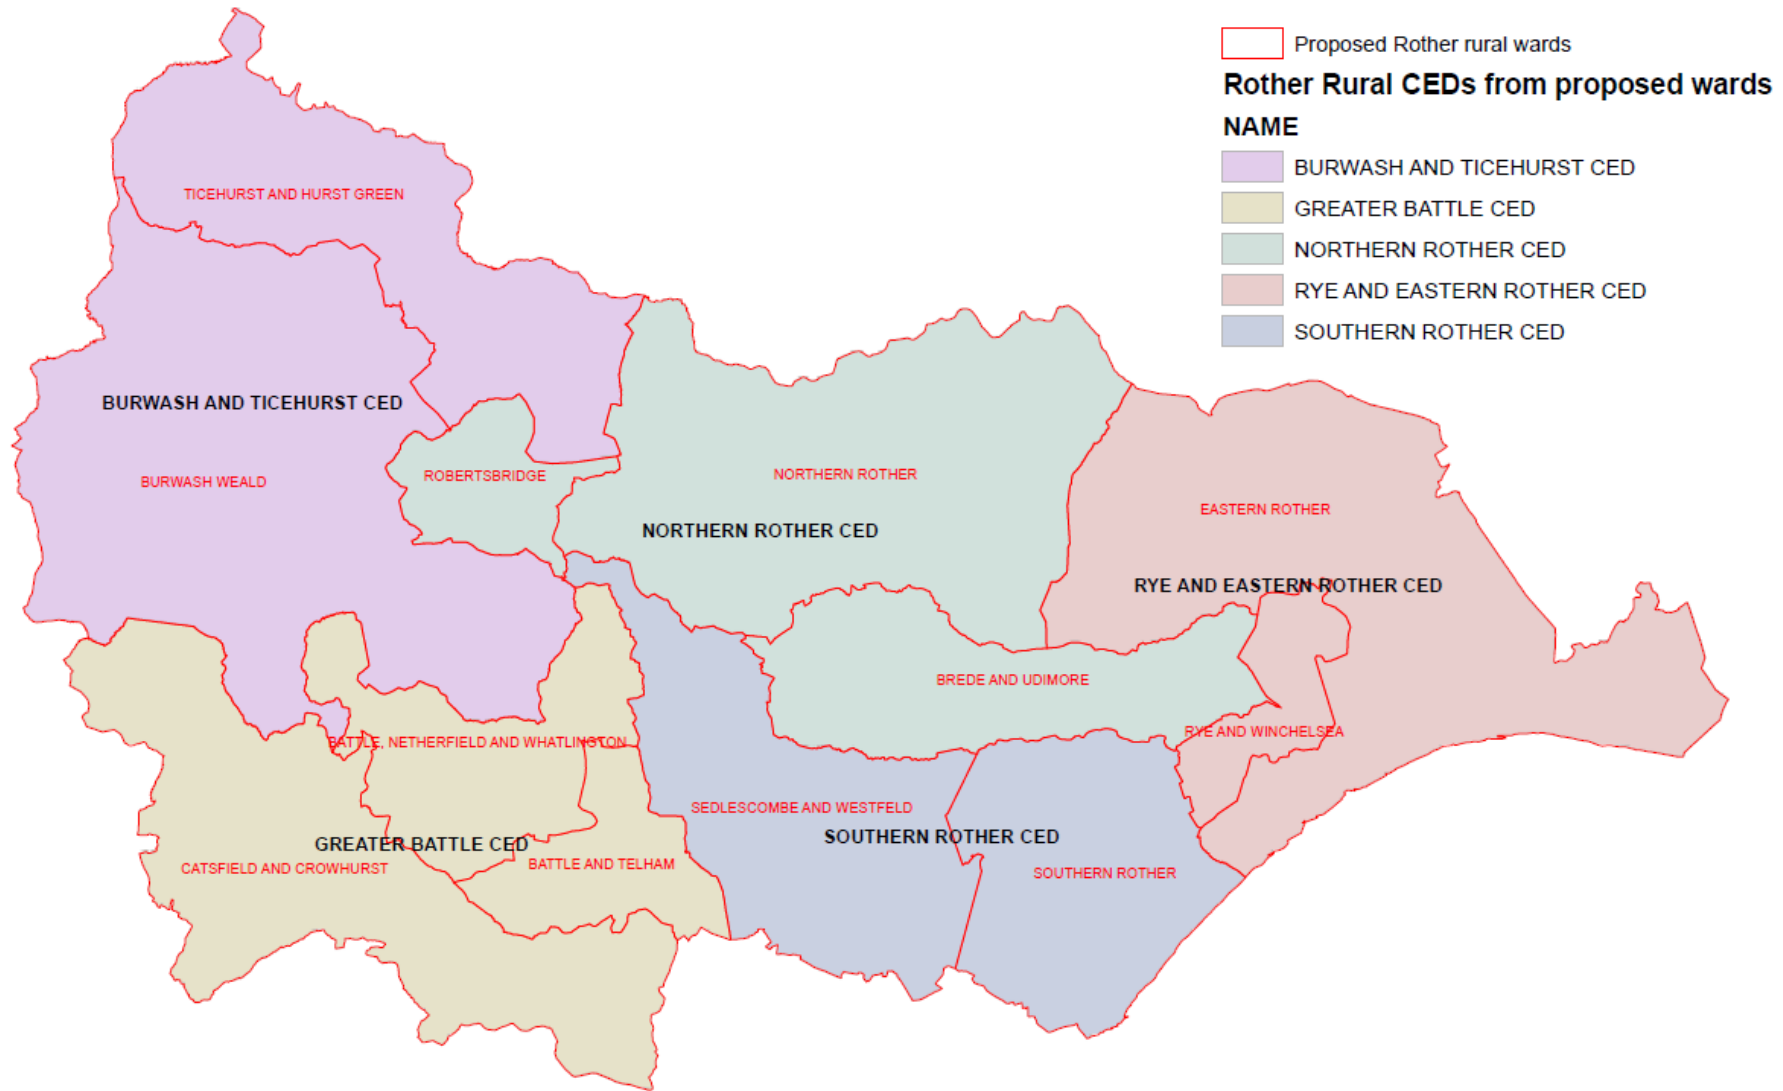 Proposed Rother rural wards
Rother Rural CEDs from proposed wards
NAME
BURWASH AND TICEHURST CED
GREATER BATTLE CED
NORTHERN ROTHER CED
RYE AND EASTERN ROTHER CED
SOUTHERN ROTHER CED
TICEHURST AND HURST GREEN
BURWASH AND TICEHURST CED
BURWASH WEALD
ROBERTSBRIDGE
NORTHERN ROTHER
NORTHERN ROTHER CED
EASTERN ROTHER
RYE AND EASTERN ROTHER CED
BREDE AND UDIMORE
RYE AND WINCHELSEA
BATTLE, NETHERFIELD AND WHATLINGTON
SEDLESCOMBE AND WESTFELD
SOUTHERN ROTHER CED
GREATER BATTLE CED
CATSFIELD AND CROWHURST
BATTLE AND TELHAM
SOUTHERN ROTHER